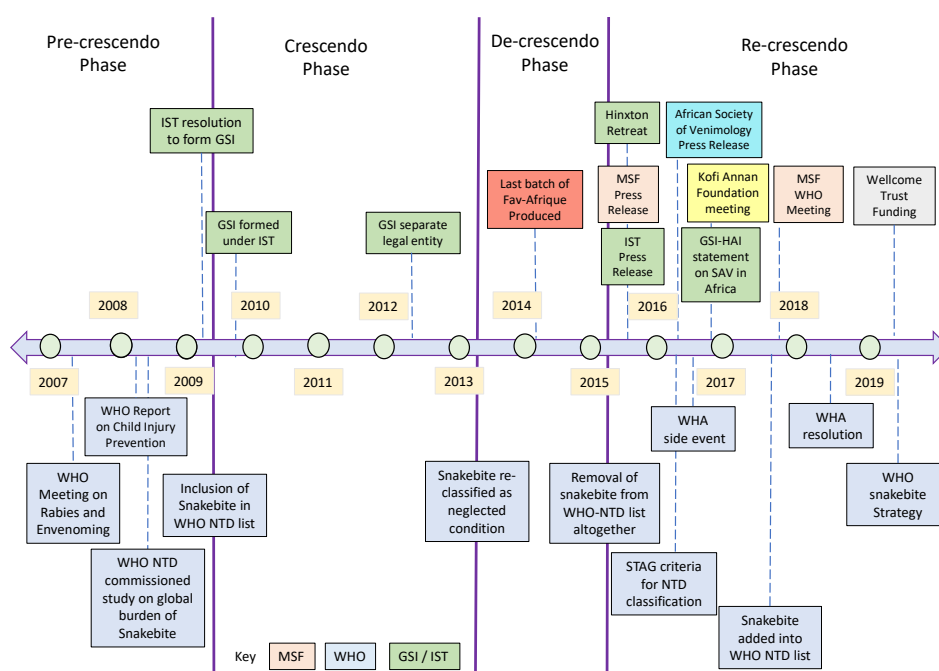 Pre-crescendo
Phase
Crescendo
Phase
De-crescendo
Phase
Re-crescendo
Phase
IST resolution
to form GSI
Hinxton
Retreat
African Society
of Venimology
Press Release
Last batch of
Fav-Afrique
Produced
MSF
Press
Release
Kofi Annan
Foundation
meeting
MSF
WHO
Meeting
Wellcome
Trust
Funding
GSI formed
under IST
GSI separate
legal entity
IST
Press
Release
GSI-HAI
statement
on SAV in
Africa
2008
2010
2012
2014
2016
2018
2007
2009
2011
2013
2015
2017
2019
WHO Report
on Child Injury
Prevention
WHA
side event
WHA
resolution
WHO
Meeting on
Rabies and
Envenoming
Inclusion of
Snakebite in
WHO NTD list
Snakebite re-
classified as
neglected
condition
Removal of
snakebite from
WHO-NTD list
altogether
WHO
snakebite
Strategy
WHO NTD
commissioned
study on global
burden of
Snakebite
STAG criteria
for NTD
classification
Snakebite
added into
WHO NTD list
Key
MSF
WHO
GSI / IST